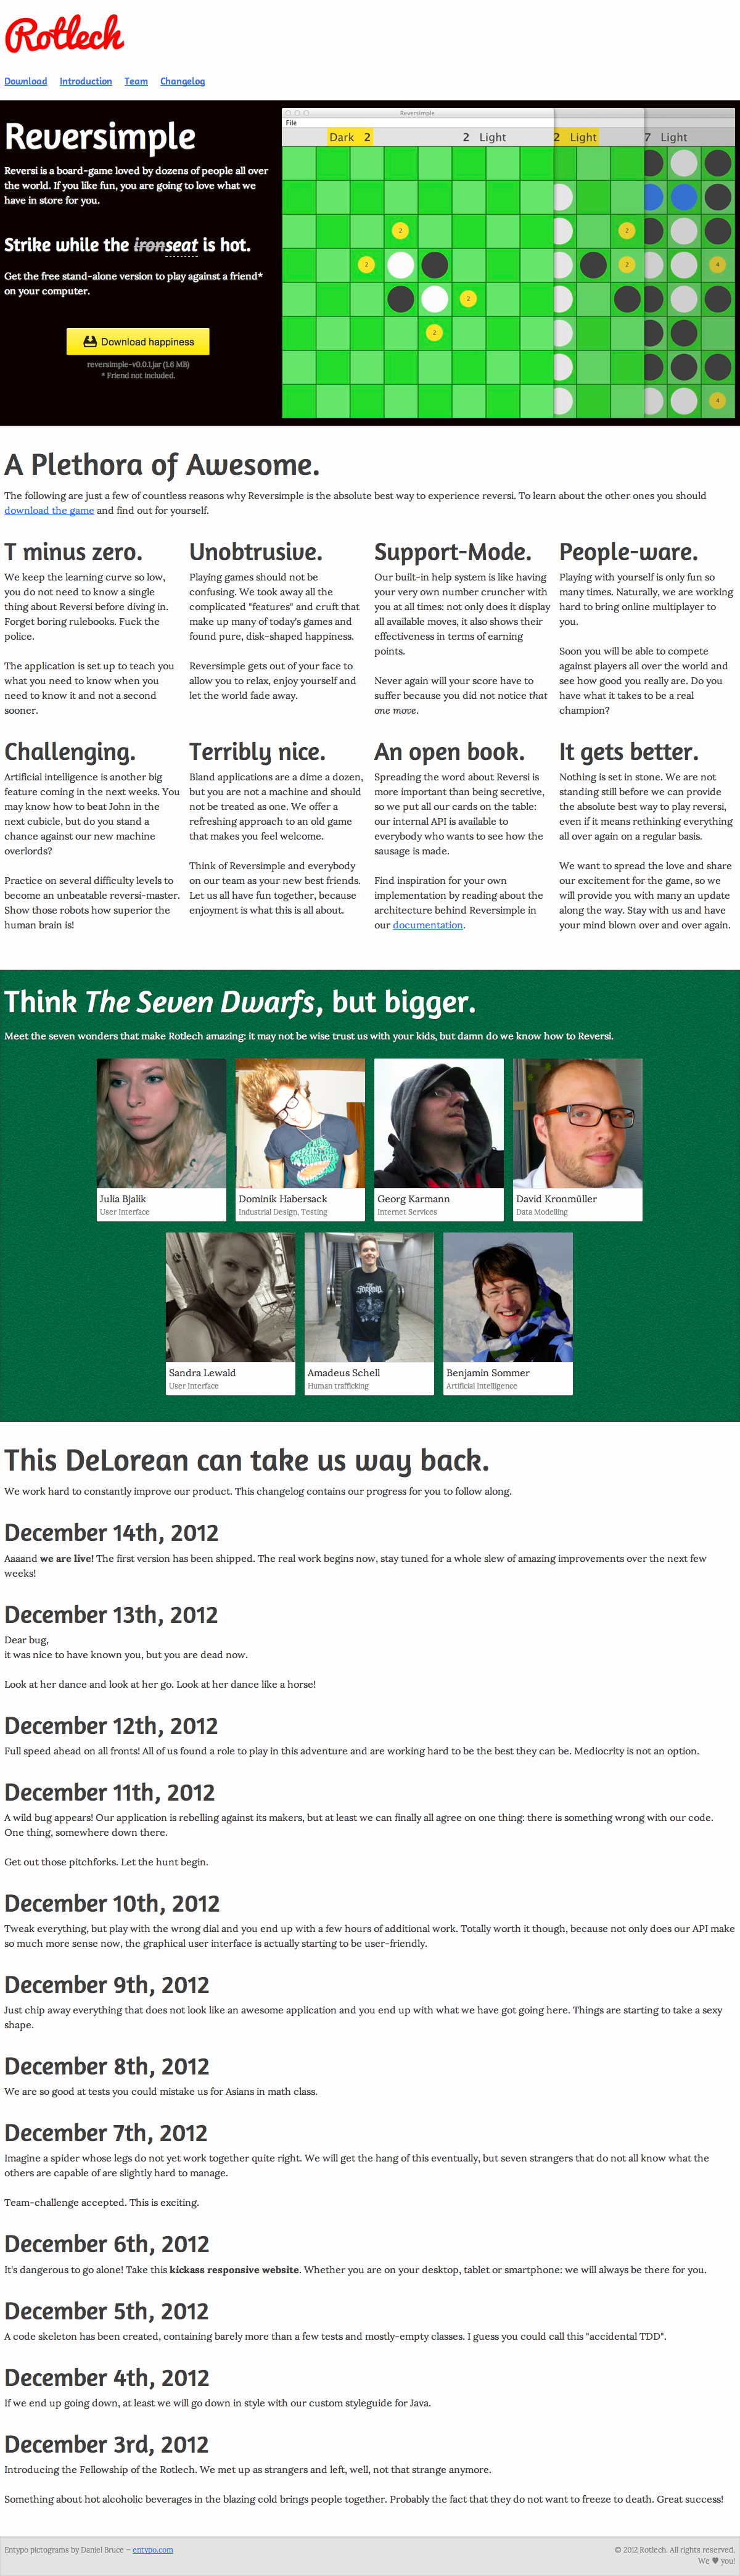 Rotlech
Download Introduction Team Changelog
Reversimple
Reversi is a board-game loved by dozens of people all over
the world. If you like fun, you are going to love what we
have in store for you.
Strike while the iron seat is hot.
Get the free stand-alone version to play against a friend*
on your computer.
Download happiness
reversimple-v0.0.1.jar (1.6 MB)
* Friend not included.
Reversimple
File
Dark 2 2 Light 2 Light 7 Light
2 2
2 2 4
2
2
4
A Plethora of Awesome.
The following are just a few of countless reasons why Reversimple is the absolute best way to experience reversi. To learn about the other ones you should
download the game and find out for yourself.
T minus zero.
We keep the learning curve so low,
you do not need to know a single
thing about Reversi before diving in.
Forget boring rulebooks. Fuck the
police.
The application is set up to teach you
what you need to know when you
need to know it and not a second
sooner.
Unobtrusive.
Playing games should not be
confusing. We took away all the
complicated "features" and cruft that
make up many of today's games and
found pure, disk-shaped happiness.
Reversimple gets out of your face to
allow you to relax, enjoy yourself and
let the world fade away.
Support-Mode.
Our built-in help system is like having
your very own number cruncher with
you at all times: not only does it display
all available moves, it also shows their
effectiveness in terms of earning
points.
Never again will your score have to
suffer because you did not notice that
one move.
People-ware.
Playing with yourself is only fun so
many times. Naturally, we are working
hard to bring online multiplayer to
you.
Soon you will be able to compete
against players all over the world and
see how good you really are. Do you
have what it takes to be a real
champion?
Challenging.
Artificial intelligence is another big
feature coming in the next weeks. You
may know how to beat John in the
next cubicle, but do you stand a
chance against our new machine
overlords?
Practice on several difficulty levels to
become an unbeatable reversi-master.
Show those robots how superior the
human brain is!
Terribly nice.
Bland applications are a dime a dozen,
but you are not a machine and should
not be treated as one. We offer a
refreshing approach to an old game
that makes you feel welcome.
Think of Reversimple and everybody
on our team as your new best friends.
Let us all have fun together, because
enjoyment is what this is all about.
An open book.
Spreading the word about Reversi is
more important than being secretive,
so we put all our cards on the table:
our internal API is available to
everybody who wants to see how the
sausage is made.
Find inspiration for your own
implementation by reading about the
architecture behind Reversimple in
our documentation.
It gets better.
Nothing is set in stone. We are not
standing still before we can provide
the absolute best way to play reversi,
even if it means rethinking everything
all over again on a regular basis.
We want to spread the love and share
our excitement for the game, so we
will provide you with many an update
along the way. Stay with us and have
your mind blown over and over again.
Think The Seven Dwarfs, but bigger.
Meet the seven wonders that make Rotlech amazing: it may not be wise trust us with your kids, but damn do we know how to Reversi.
Julia Bjalik
User Interface
Dominik Habersack
Industrial Design, Testing
Georg Karmann
Internet Services
David Kronmüller
Data Modelling
Sandra Lewald
User Interface
Amadeus Schell
Human trafficking
Benjamin Sommer
Artificial Intelligence
This DeLorean can take us way back.
We work hard to constantly improve our product. This changelog contains our progress for you to follow along.
December 14th, 2012
Aaaand we are live! The first version has been shipped. The real work begins now, stay tuned for a whole slew of amazing improvements over the next few
weeks!
December 13th, 2012
Dear bug,
it was nice to have known you, but you are dead now.
Look at her dance and look at her go. Look at her dance like a horse!
December 12th, 2012
Full speed ahead on all fronts! All of us found a role to play in this adventure and are working hard to be the best they can be. Mediocrity is not an option.
December 11th, 2012
A wild bug appears! Our application is rebelling against its makers, but at least we can finally all agree on one thing: there is something wrong with our code.
One thing, somewhere down there.
Get out those pitchforks. Let the hunt begin.
December 10th, 2012
Tweak everything, but play with the wrong dial and you end up with a few hours of additional work. Totally worth it though, because not only does our API make
so much more sense now, the graphical user interface is actually starting to be user-friendly.
December 9th, 2012
Just chip away everything that does not look like an awesome application and you end up with what we have got going here. Things are starting to take a sexy
shape.
December 8th, 2012
We are so good at tests you could mistake us for Asians in math class.
December 7th, 2012
Imagine a spider whose legs do not yet work together quite right. We will get the hang of this eventually, but seven strangers that do not all know what the
others are capable of are slightly hard to manage.
Team-challenge accepted. This is exciting.
December 6th, 2012
It's dangerous to go alone! Take this kickass responsive website. Whether you are on your desktop, tablet or smartphone: we will always be there for you.
December 5th, 2012
A code skeleton has been created, containing barely more than a few tests and mostly-empty classes. I guess you could call this "accidental TDD".
December 4th, 2012
If we end up going down, at least we will go down in style with our custom styleguide for Java.
December 3rd, 2012
Introducing the Fellowship of the Rotlech. We met up as strangers and left, well, not that strange anymore.
Something about hot alcoholic beverages in the blazing cold brings people together. Probably the fact that they do not want to freeze to death. Great success!
Entypo pictograms by Daniel Bruce — entypo.com
© 2012 Rotlech. All rights reserved.
We ♥ you!